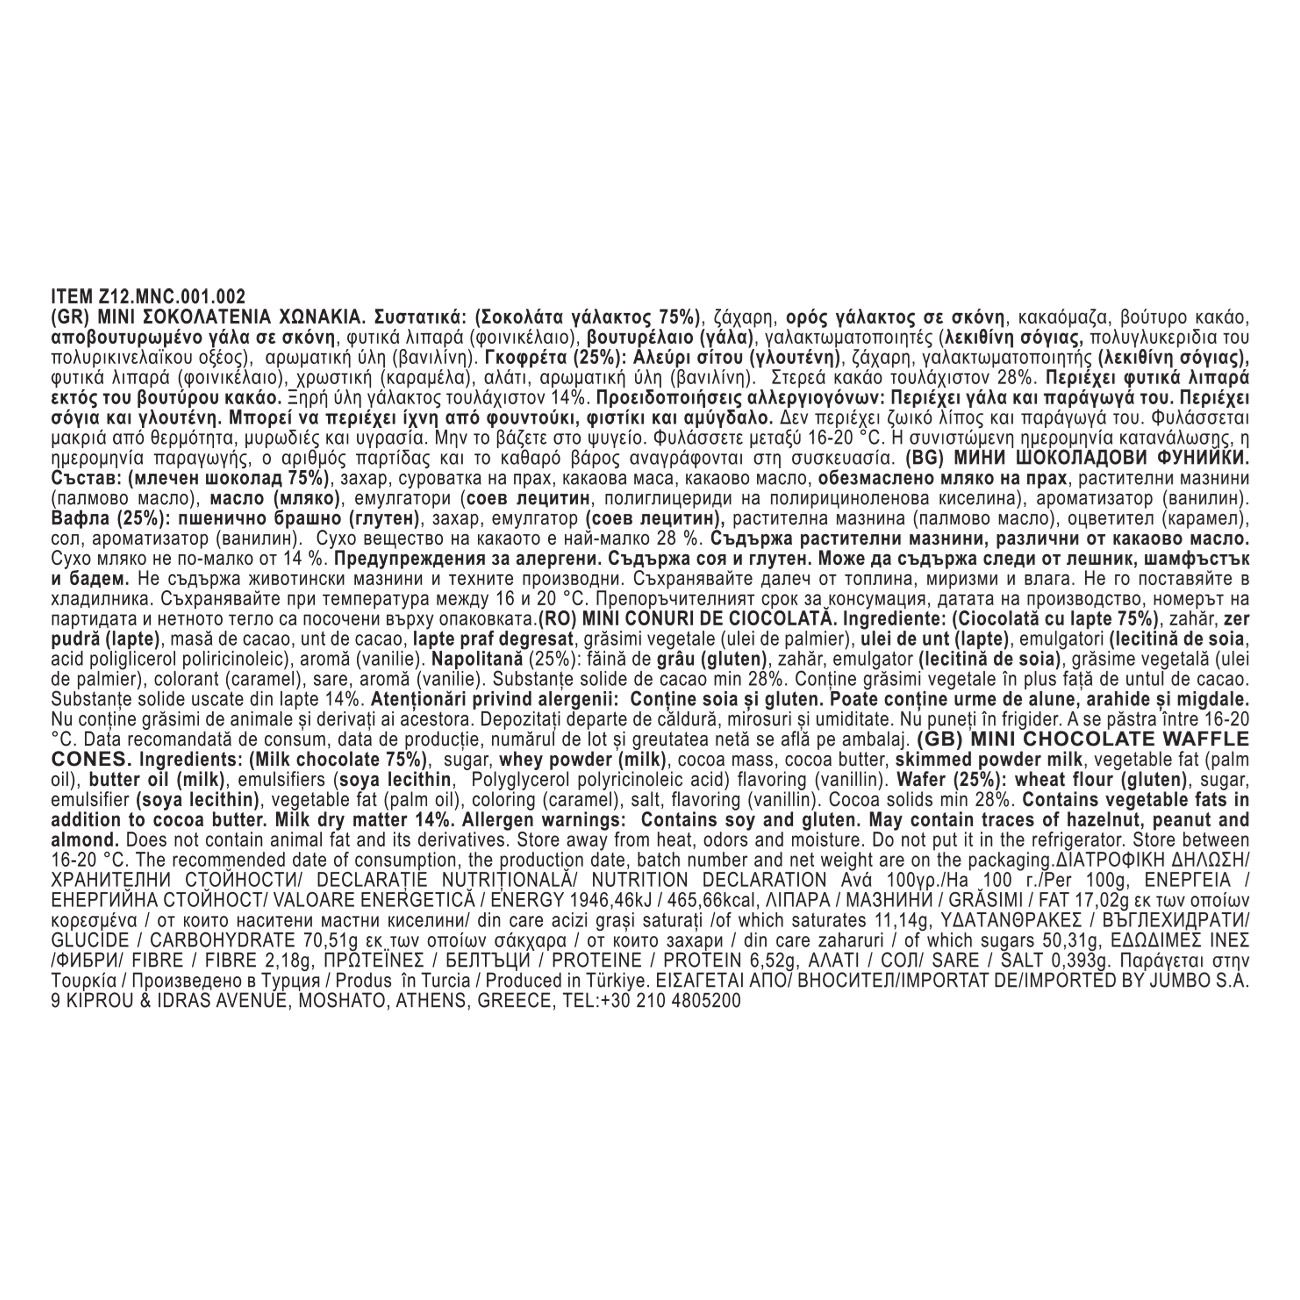 ITEM Z12.MNC.001.002
(GR) ΜΙΝΙ ΣΟΚΟΛΑΤΕΝΙΑ ΧΩΝΑΚΙΑ. Συστατικά: (Σοκολάτα γάλακτος 75%), ζάχαρη, ορός γάλακτος σε σκόνη, κακαόμαζα, βούτυρο κακάο,
αποβουτυρωμένο γάλα σε σκόνη, φυτικά λιπαρά (φοινικέλαιο), βουτυρέλαιο (γάλα), γαλακτωματοποιητές (λεκιθίνη σόγιας, πολυγλυκεριδια του
πολυρικινελαϊκου οξέος),  αρωματική ύλη (βανιλίνη). Γκοφρέτα (25%): Αλεύρι σίτου (γλουτένη), ζάχαρη, γαλακτωματοποιητής (λεκιθίνη σόγιας),
φυτικά λιπαρά (φοινικέλαιο), χρωστική (καραμέλα), αλάτι, αρωματική ύλη (βανιλίνη).  Στερεά κακάο τουλάχιστον 28%. Περιέχει φυτικά λιπαρά
εκτός του βουτύρου κακάο. Ξηρή ύλη γάλακτος τουλάχιστον 14%. Προειδοποιήσεις αλλεργιογόνων: Περιέχει γάλα και παράγωγά του. Περιέχει
σόγια και γλουτένη. Μπορεί να περιέχει ίχνη από φουντούκι, φιστίκι και αμύγδαλο. Δεν περιέχει ζωικό λίπος και παράγωγά του. Φυλάσσεται
μακριά από θερμότητα, μυρωδιές και υγρασία. Μην το βάζετε στο ψυγείο. Φυλάσσετε μεταξύ 16-20 °C. Η συνιστώμενη ημερομηνία κατανάλωσης, η
ημερομηνία παραγωγής, ο αριθμός παρτίδας και το καθαρό βάρος αναγράφονται στη συσκευασία. (BG) МИНИ ШОКОЛАДОВИ ФУНИЙКИ.
Състав: (млечен шоколад 75%), захар, суроватка на прах, какаова маса, какаово масло, обезмаслено мляко на прах, растителни мазнини
(палмово масло), масло (мляко), емулгатори (соев лецитин, полиглицериди на полирициноленова киселина), ароматизатор (ванилин).
Вафла (25%): пшенично брашно (глутен), захар, емулгатор (соев лецитин), растителна мазнина (палмово масло), оцветител (карамел),
сол, ароматизатор (ванилин).  Сухо вещество на какаото е най-малко 28 %. Съдържа растителни мазнини, различни от какаово масло.
Сухо мляко не по-малко от 14 %. Предупреждения за алергени. Съдържа соя и глутен. Може да съдържа следи от лешник, шамфъстък
и бадем. Не съдържа животински мазнини и техните производни. Съхранявайте далеч от топлина, миризми и влага. Не го поставяйте в
хладилника. Съхранявайте при температура между 16 и 20 °C. Препоръчителният срок за консумация, датата на производство, номерът на
партидата и нетното тегло са посочени върху опаковката.(RO) MINI CONURI DE CIOCOLATĂ. Ingrediente: (Ciocolată cu lapte 75%), zahăr, zer
pudră (lapte), masă de cacao, unt de cacao, lapte praf degresat, grăsimi vegetale (ulei de palmier), ulei de unt (lapte), emulgatori (lecitină de soia,
acid poliglicerol poliricinoleic), aromă (vanilie). Napolitană (25%): făină de grâu (gluten), zahăr, emulgator (lecitină de soia), grăsime vegetală (ulei
de palmier), colorant (caramel), sare, aromă (vanilie). Substanțe solide de cacao min 28%. Conține grăsimi vegetale în plus față de untul de cacao.
Substanțe solide uscate din lapte 14%. Atenționări privind alergenii:  Conține soia și gluten. Poate conține urme de alune, arahide și migdale.
Nu conține grăsimi de animale și derivați ai acestora. Depozitați departe de căldură, mirosuri și umiditate. Nu puneți în frigider. A se păstra între 16-20
°C. Data recomandată de consum, data de producție, numărul de lot și greutatea netă se află pe ambalaj. (GB) MINI CHOCOLATE WAFFLE
CONES. Ingredients: (Milk chocolate 75%),  sugar, whey powder (milk), cocoa mass, cocoa butter, skimmed powder milk, vegetable fat (palm
oil), butter oil (milk), emulsifiers (soya lecithin,  Polyglycerol polyricinoleic acid) flavoring (vanillin). Wafer (25%): wheat flour (gluten), sugar,
emulsifier (soya lecithin), vegetable fat (palm oil), coloring (caramel), salt, flavoring (vanillin). Cocoa solids min 28%. Contains vegetable fats in
addition to cocoa butter. Milk dry matter 14%. Allergen warnings:  Contains soy and gluten. May contain traces of hazelnut, peanut and
almond. Does not contain animal fat and its derivatives. Store away from heat, odors and moisture. Do not put it in the refrigerator. Store between
16-20 °C. The recommended date of consumption, the production date, batch number and net weight are on the packaging.ΔΙΑΤΡΟΦΙΚΗ ΔΗΛΩΣΗ/
ХРАНИТЕЛНИ СТОЙНОСТИ/ DECLARAȚIE NUTRIȚIONALĂ/ NUTRITION DECLARATION Ανά 100γρ./На 100 г./Per 100g, ΕΝΕΡΓΕΙΑ /
ЕНЕРГИЙНА СТОЙНОСТ/ VALOARE ENERGETICĂ / ENERGY 1946,46kJ / 465,66kcal, ΛΙΠΑΡΑ / МАЗНИНИ / GRĂSIMI / FAT 17,02g εκ των οποίων
κορεσμένα / от които наситени мастни киселини/ din care acizi grași saturați /of which saturates 11,14g, ΥΔΑΤΑΝΘΡΑΚΕΣ / ВЪГЛЕХИДРАТИ/
GLUCIDE / CARBOHYDRATE 70,51g εκ των οποίων σάκχαρα / от които захари / din care zaharuri / of which sugars 50,31g, ΕΔΩΔΙΜΕΣ ΙΝΕΣ
/ФИБРИ/ FIBRE / FIBRE 2,18g, ΠΡΩΤΕΪΝΕΣ / БЕЛТЪЦИ / PROTEINE / PROTEIN 6,52g, ΑΛΑΤΙ / СОЛ/ SARE / SALT 0,393g. Παράγεται στην
Τουρκία / Произведено в Турция / Produs  în Turcia / Produced in Türkiye. ΕΙΣΑΓΕΤΑΙ ΑΠΟ/ ВНОСИТЕЛ/IMPORTAT DE/IMPORTED BY JUMBO S.A.
9 KIPROU & IDRAS AVENUE, MOSHATO, ATHENS, GREECE, TEL:+30 210 4805200